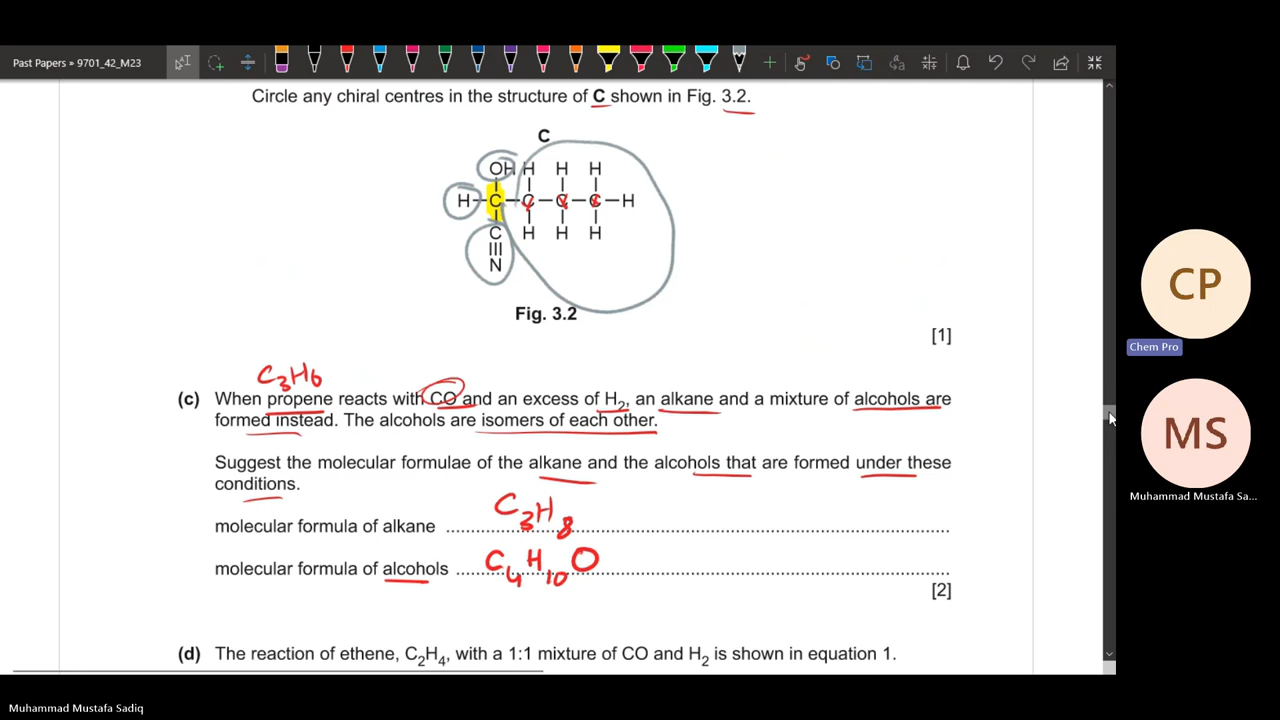 Past Papers » 9701_42_M23
Circle any chiral centres in the structure of C shown in Fig. 3.2.
C
OH H H H
H C C C C H
C H H H
N
Fig. 3.2
[1]
C3H6
(c) When propene reacts with CO and an excess of H2, an alkane and a mixture of alcohols are
formed instead. The alcohols are isomers of each other.
Suggest the molecular formulae of the alkane and the alcohols that are formed under these
conditions.
molecular formula of alkane C3H8
molecular formula of alcohols C4H10O
[2]
(d) The reaction of ethene, C2H4, with a 1:1 mixture of CO and H2 is shown in equation 1.
CP
Chem Pro
MS
Muhammad Mustafa Sa...
Muhammad Mustafa Sadiq